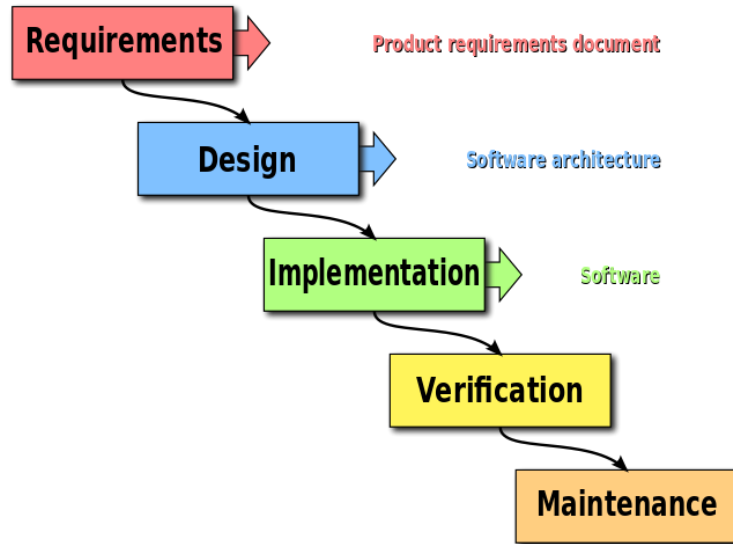 Requirements
Product requirements document
Design
Software architecture
Implementation
Software
Verification
Maintenance